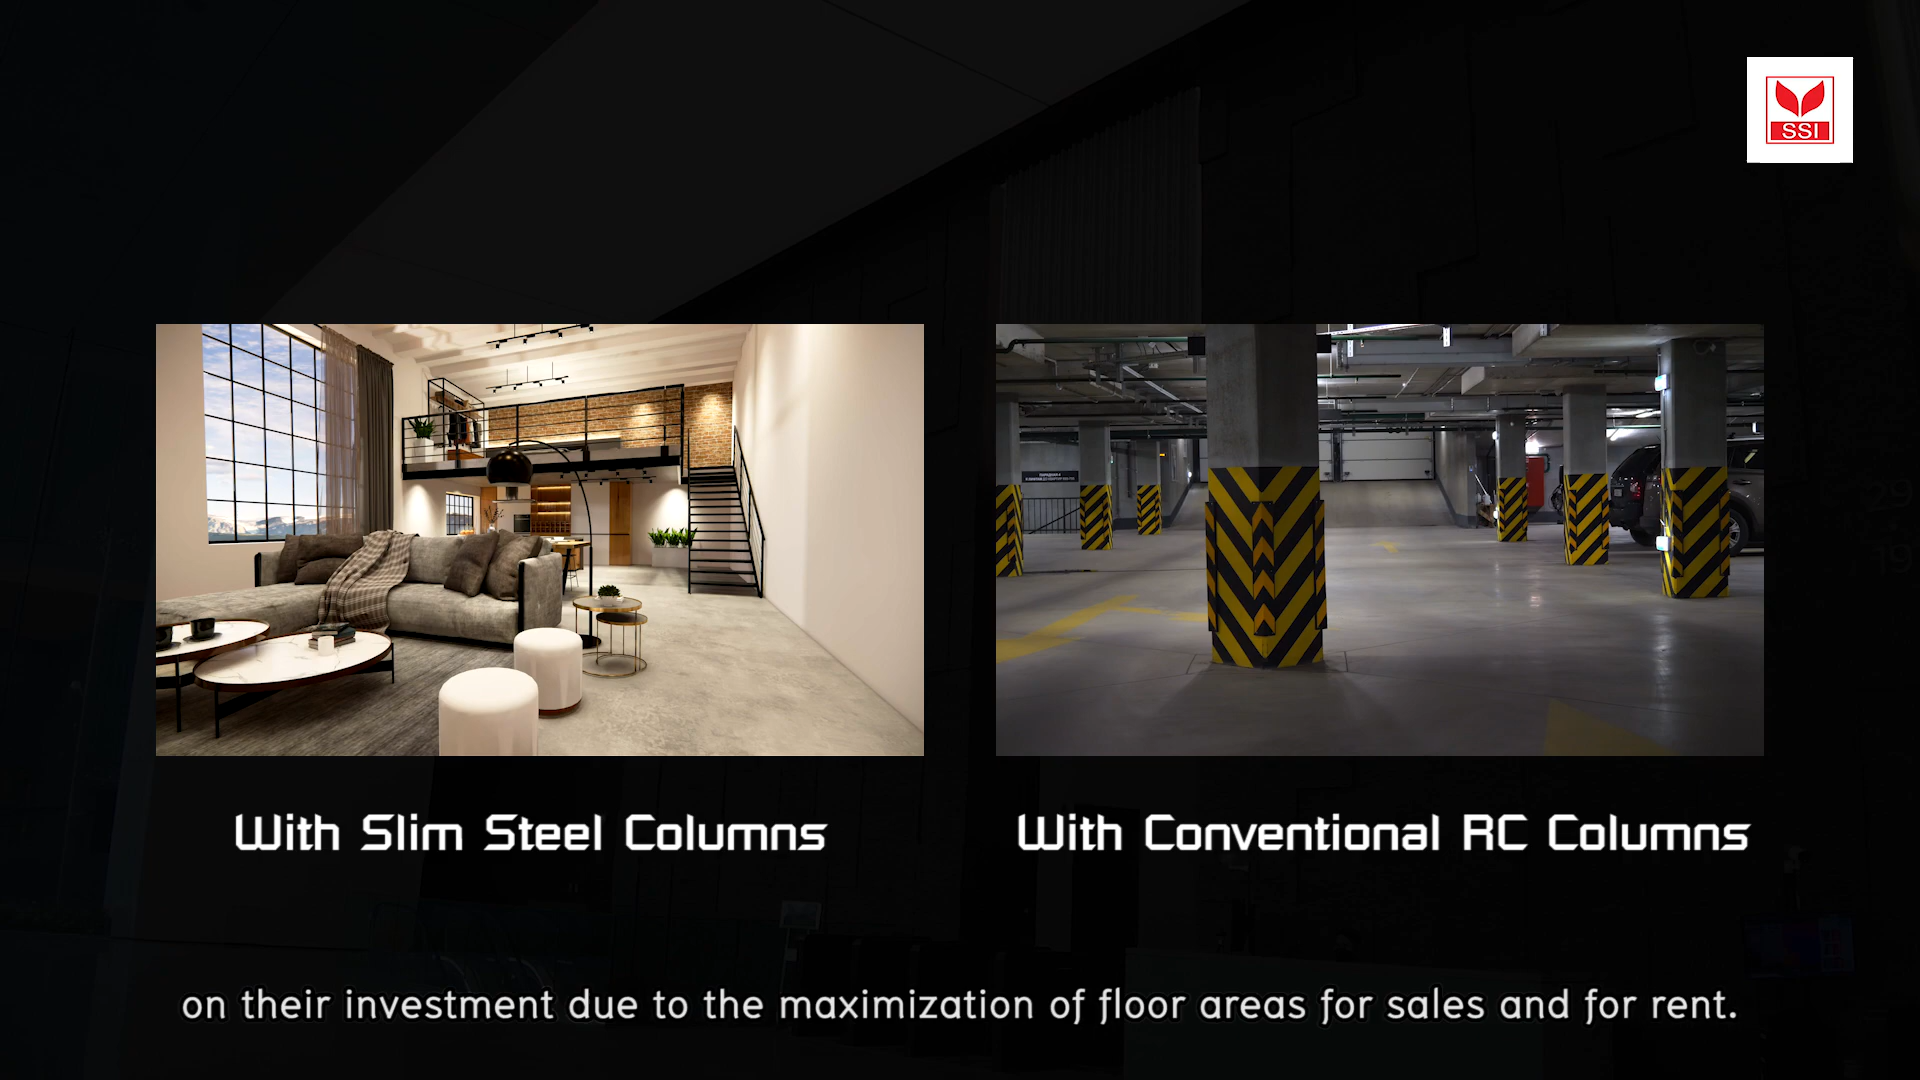 SSI
With Slim Steel Columns
With Conventional RC Columns
on their investment due to the maximization of floor areas for sales and for rent.